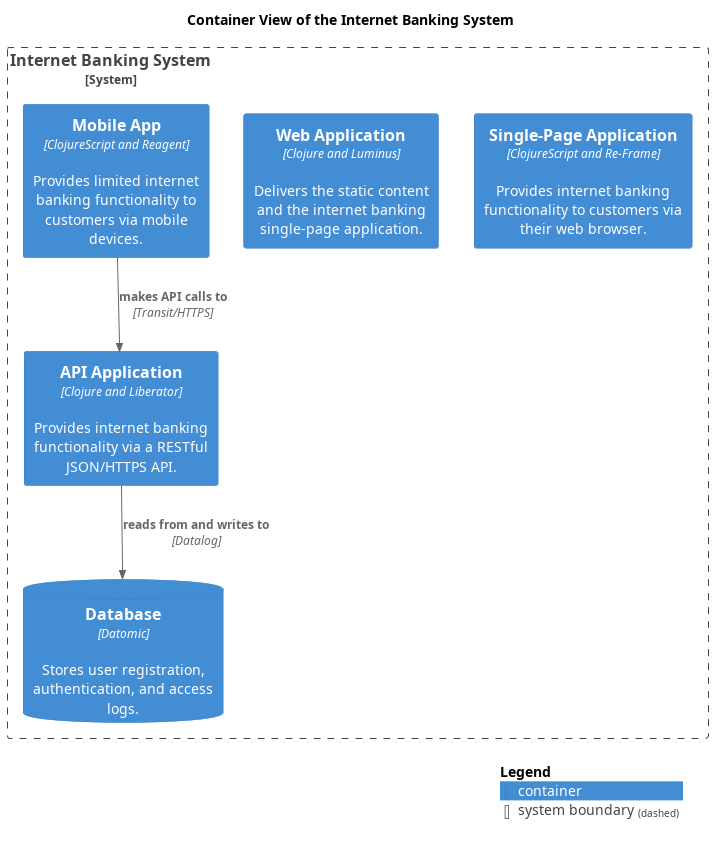 Container View of the Internet Banking System
Internet Banking System
[System]
Mobile App
[ClojureScript and Reagent]
Provides limited internet
banking functionality to
customers via mobile
devices.
Web Application
[Clojure and Luminus]
Delivers the static content
and the internet banking
single-page application.
Single-Page Application
[ClojureScript and Re-Frame]
Provides internet banking
functionality to customers via
their web browser.
makes API calls to
[Transit/HTTPS]
API Application
[Clojure and Liberator]
Provides internet banking
functionality via a RESTful
JSON/HTTPS API.
reads from and writes to
[Datalog]
Database
[Datomic]
Stores user registration,
authentication, and access
logs.
Legend
container
system boundary (dashed)